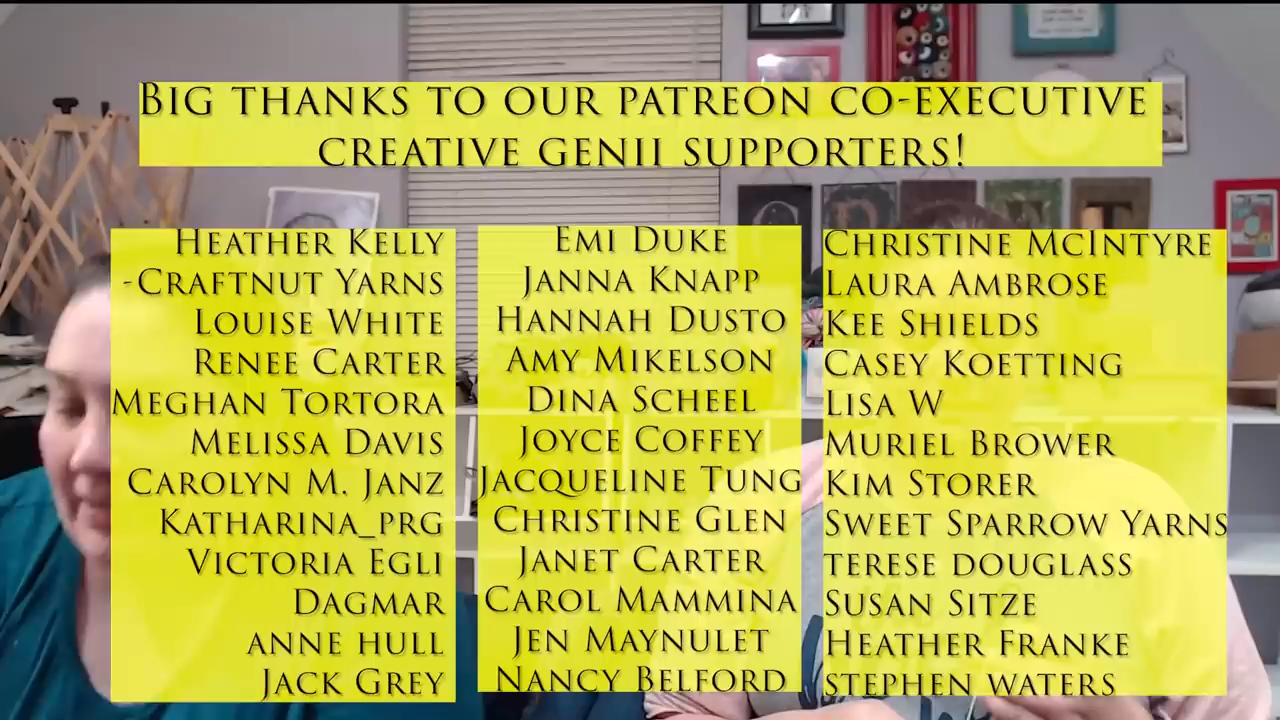 Big thanks to our patreon co-executive
creative genii supporters!
Heather Kelly
-Craftnut Yarns
Louise White
Renee Carter
Meghan Tortora
Melissa Davis
Carolyn M. Janz
Katharina_prg
Victoria Egli
Dagmar
anne hull
Jack Grey
Emi Duke
Janna Knapp
Hannah Dusto
Amy Mikelson
Dina Scheel
Joyce Coffey
Jacqueline Tung
Christine Glen
Janet Carter
Carol Mammina
Jen Maynulet
Nancy Belford
Christine McIntyre
Laura Ambrose
Kee Shields
Casey Koetting
Lisa W
Muriel Brower
Kim Storer
Sweet Sparrow Yarns
terese douglass
Susan Sitze
Heather Franke
stephen waters